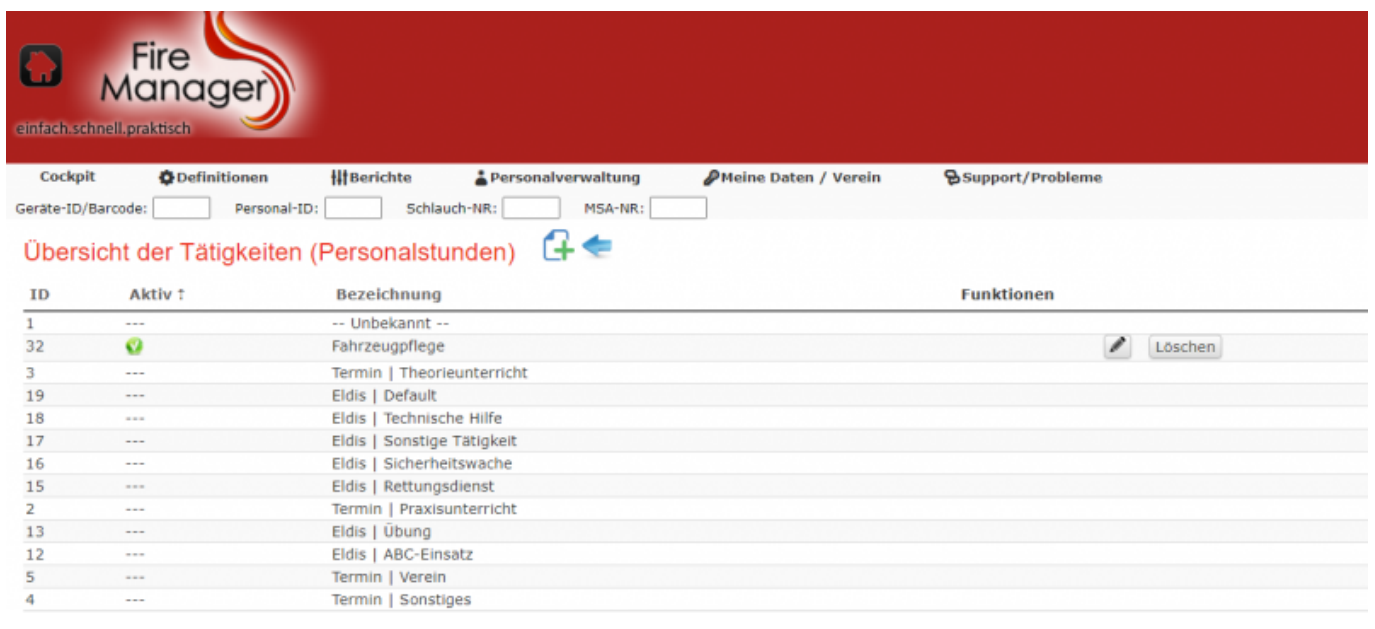 Fire
Manager
einfach.schnell.praktisch
Cockpit Definitionen Berichte Personalverwaltung Meine Daten / Verein Support/Probleme
Geräte-ID/Barcode: Personal-ID: Schlauch-NR: MSA-NR:
Übersicht der Tätigkeiten (Personalstunden)
ID Aktiv ↑ Bezeichnung Funktionen
1 --- -- Unbekannt --
32 Fahrzeugpflege Löschen
3 --- Termin | Theorieunterricht
19 --- Eldis | Default
18 --- Eldis | Technische Hilfe
17 --- Eldis | Sonstige Tätigkeit
16 --- Eldis | Sicherheitswache
15 --- Eldis | Rettungsdienst
2 --- Termin | Praxisunterricht
13 --- Eldis | Übung
12 --- Eldis | ABC-Einsatz
5 --- Termin | Verein
4 --- Termin | Sonstiges